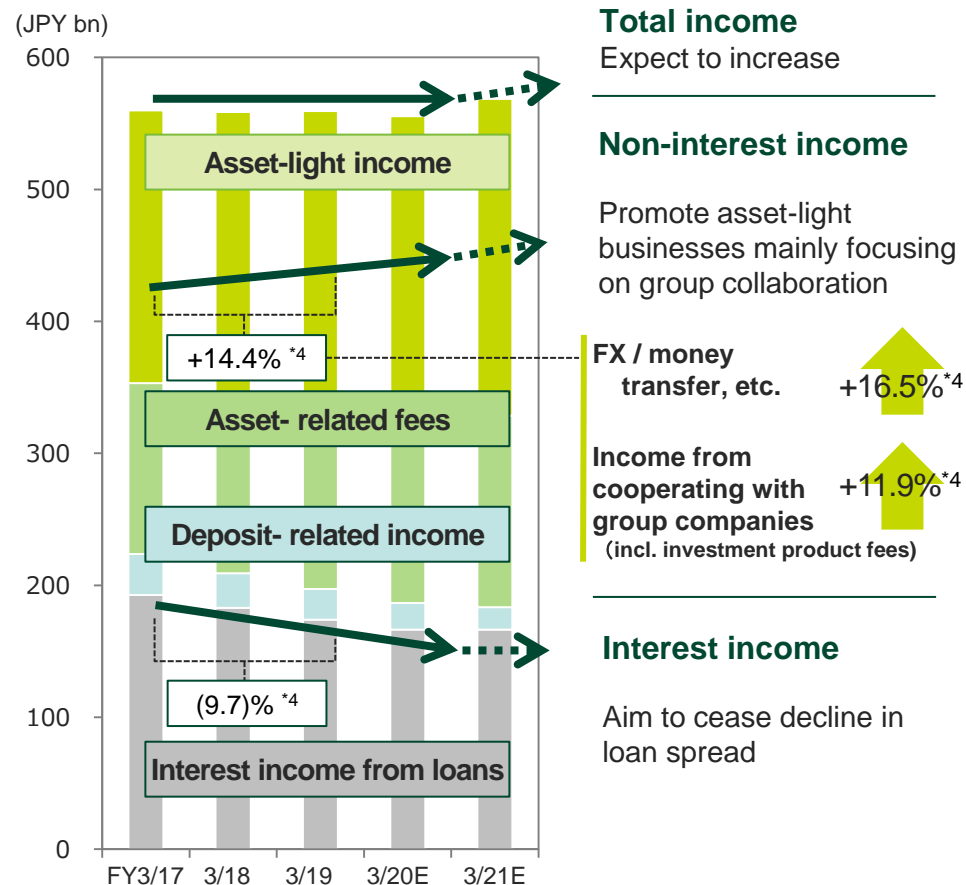 (JPY bn)
600
500
400
300
200
100
0
FY3/17
3/18
3/19
3/20E
3/21E
Asset-light income
+14.4% *4
Asset- related fees
Deposit- related income
(9.7)% *4
Interest income from loans
Total income
Expect to increase
Non-interest income
Promote asset-light
businesses mainly focusing
on group collaboration
FX / money
transfer, etc.
+16.5%*4
Income from
cooperating with
group companies
（incl. investment product fees)
+11.9%*4
Interest income
Aim to cease decline in
loan spread